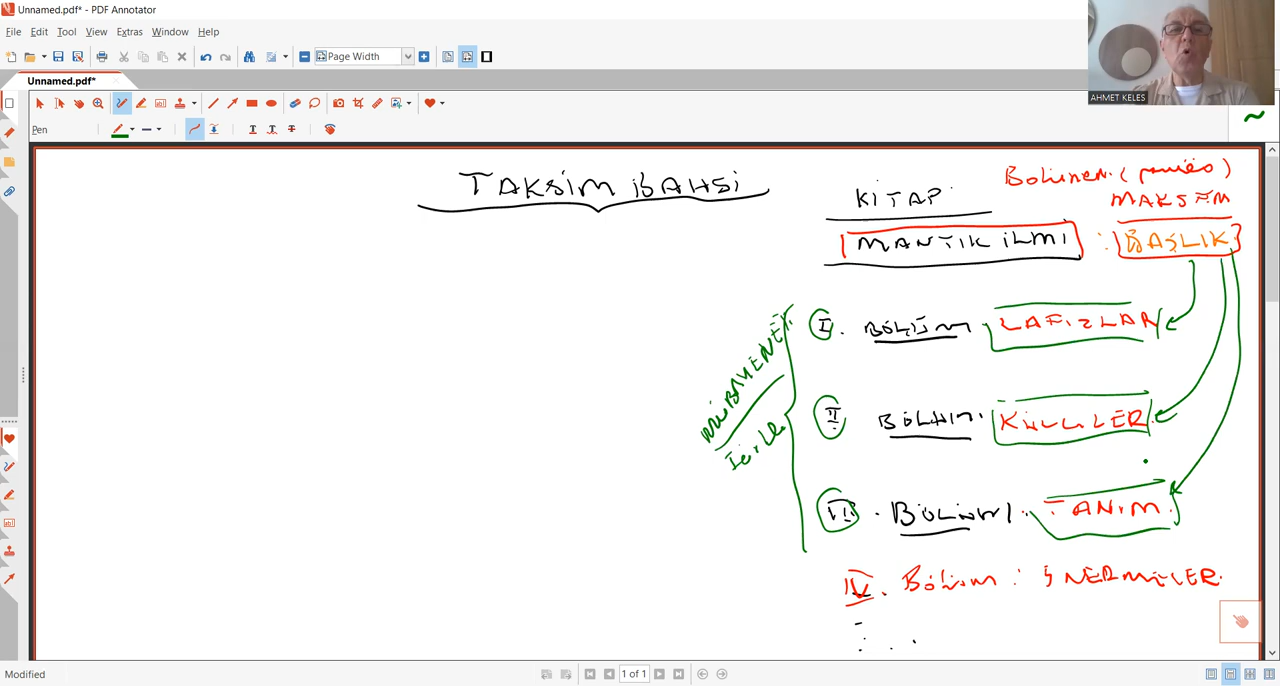 Unnamed.pdf* - PDF Annotator
File Edit Tool View Extras Window Help
Page Width
Unnamed.pdf*
Pen
AHMET KELES
TAKSİM BAHSİ
KİTAP
Bölünen (
MAKSEM
MANTIK İLMİ : BAŞLIK
I. BÖLÜM LAFIZLAR
II BÖLÜM. KÜLLİLER
III. BÖLÜM TANIM
IV. Bölüm : ÖNERMELER
1 of 1
Modified